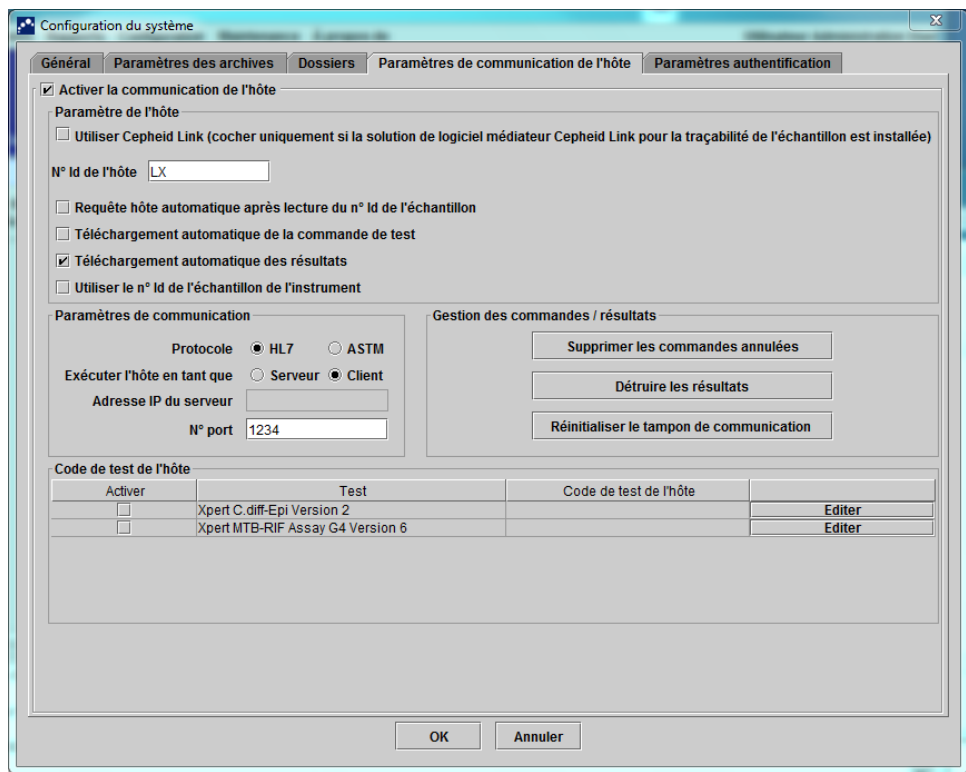 Configuration du système
Général Paramètres des archives Dossiers Paramètres de communication de l'hôte Paramètres authentification
Activer la communication de l'hôte
Paramètre de l'hôte
Utiliser Cepheid Link (cocher uniquement si la solution de logiciel médiateur Cepheid Link pour la traçabilité de l'échantillon est installée)
N° Id de l'hôte LX
Requête hôte automatique après lecture du n° Id de l'échantillon
Téléchargement automatique de la commande de test
Téléchargement automatique des résultats
Utiliser le n° Id de l'échantillon de l'instrument
Paramètres de communication
Protocole HL7 ASTM
Exécuter l'hôte en tant que Serveur Client
Adresse IP du serveur
N° port 1234
Gestion des commandes / résultats
Supprimer les commandes annulées
Détruire les résultats
Réinitialiser le tampon de communication
Code de test de l'hôte
Activer Test Code de test de l'hôte
Xpert C.diff-Epi Version 2 Editer
Xpert MTB-RIF Assay G4 Version 6 Editer
OK Annuler